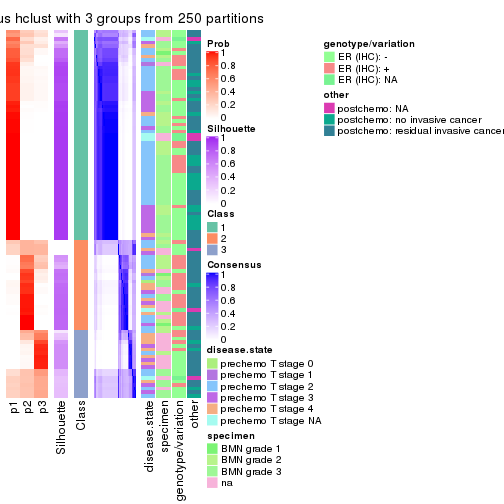 us hclust with 3 groups from 250 partitions
Prob
1
0.8
0.6
0.4
0.2
0
Silhouette
1
0.8
0.6
0.4
0.2
0
Class
1
2
3
Consensus
1
0.8
0.6
0.4
0.2
0
disease.state
prechemo T stage 0
prechemo T stage 1
prechemo T stage 2
prechemo T stage 3
prechemo T stage 4
prechemo T stage NA
specimen
BMN grade 1
BMN grade 2
BMN grade 3
na
genotype/variation
ER (IHC): -
ER (IHC): +
ER (IHC): NA
other
postchemo: NA
postchemo: no invasive cancer
postchemo: residual invasive cancer
p1
p2
p3
Silhouette
Class
disease.state
specimen
genotype/variation
other